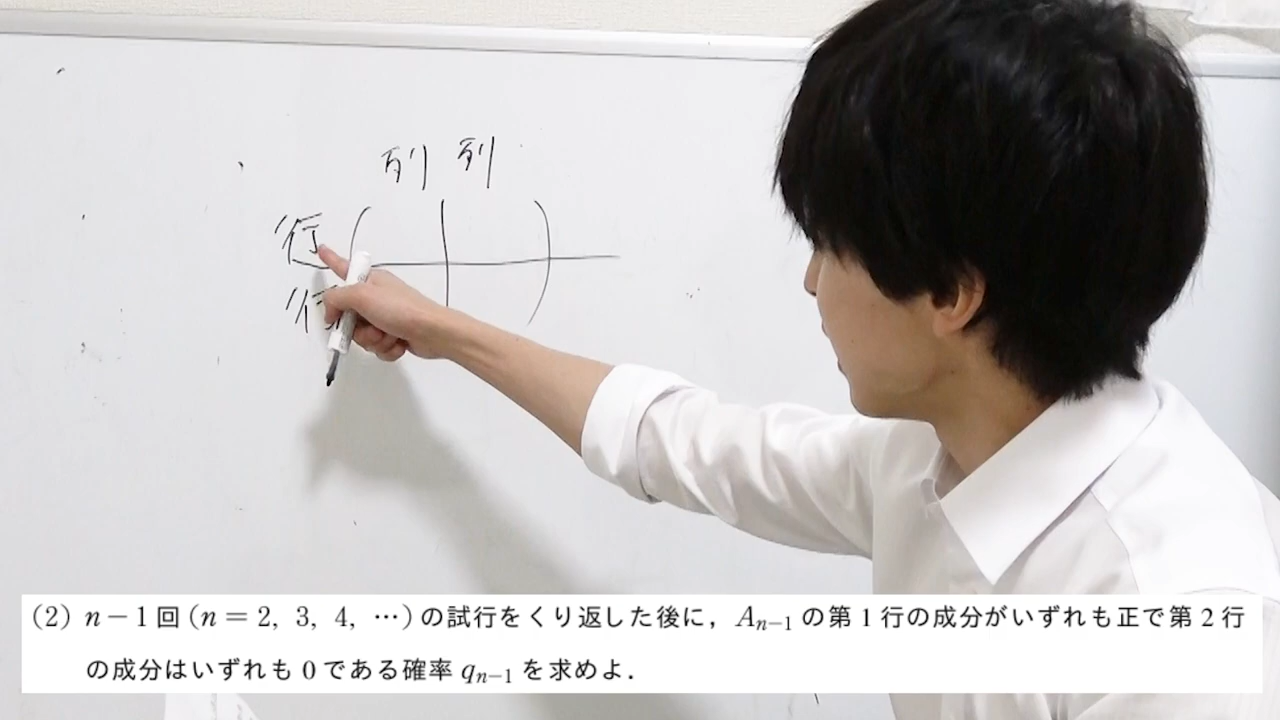 列 列
行
行
(2) n−1回(n=2, 3, 4, …)の試行をくり返した後に,A_{n−1}の第1行の成分がいずれも正で第2行
の成分はいずれも0である確率q_{n−1}を求めよ.